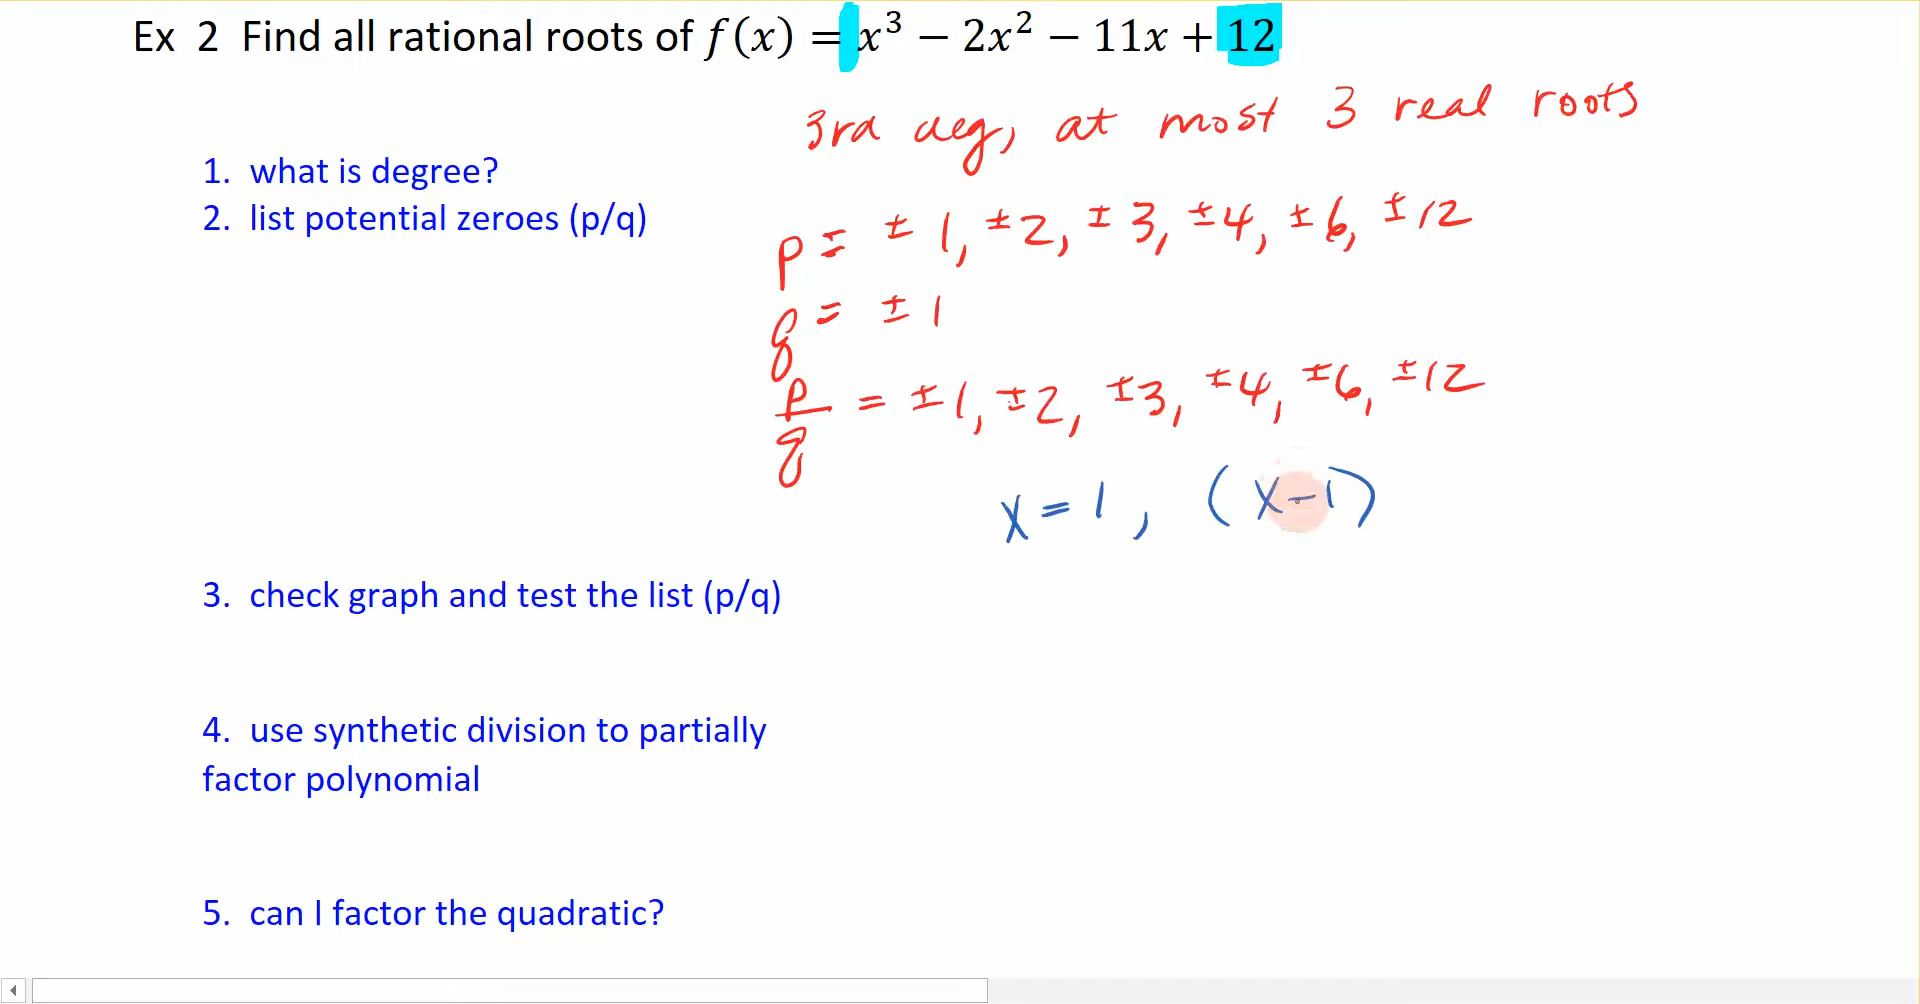 Ex 2 Find all rational roots of f(x) = x³ − 2x² − 11x + 12
3rd deg, at most 3 real roots
1. what is degree?
2. list potential zeroes (p/q)
p = ± 1, ±2, ± 3, ±4, ± 6, ±12
q = ± 1
p/q = ±1, ±2, ±3, ±4, ±6, ±12
x = 1, (x−1)
3. check graph and test the list (p/q)
4. use synthetic division to partially
factor polynomial
5. can I factor the quadratic?